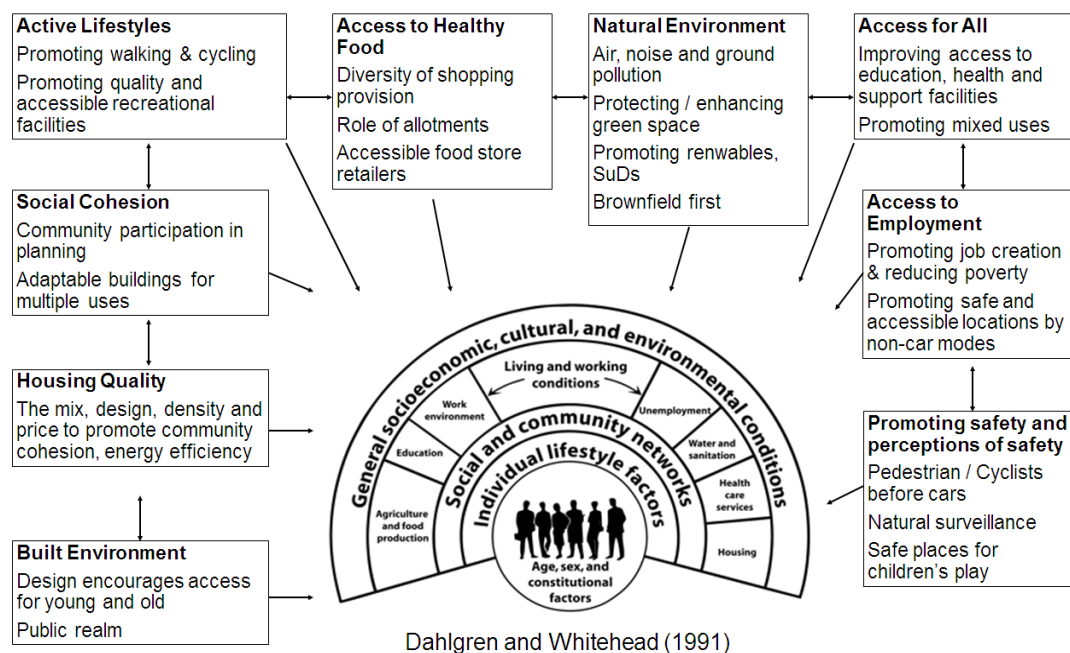 Active Lifestyles
Promoting walking & cycling
Promoting quality and
accessible recreational
facilities
Access to Healthy
Food
Diversity of shopping
provision
Role of allotments
Accessible food store
retailers
Natural Environment
Air, noise and ground
pollution
Protecting / enhancing
green space
Promoting renwables,
SuDs
Brownfield first
Access for All
Improving access to
education, health and
support facilities
Promoting mixed uses
Social Cohesion
Community participation in
planning
Adaptable buildings for
multiple uses
Access to
Employment
Promoting job creation
& reducing poverty
Promoting safe and
accessible locations by
non-car modes
Housing Quality
The mix, design, density and
price to promote community
cohesion, energy efficiency
Promoting safety and
perceptions of safety
Pedestrian / Cyclists
before cars
Natural surveillance
Safe places for
children's play
Built Environment
Design encourages access
for young and old
Public realm
General socioeconomic, cultural, and environmental conditions
Living and working
conditions
Agriculture
and food
production
Education
Work
environment
Unemployment
Water and
sanitation
Health
care
services
Housing
Social and community networks
Individual lifestyle factors
Age, sex, and
constitutional
factors
Dahlgren and Whitehead (1991)